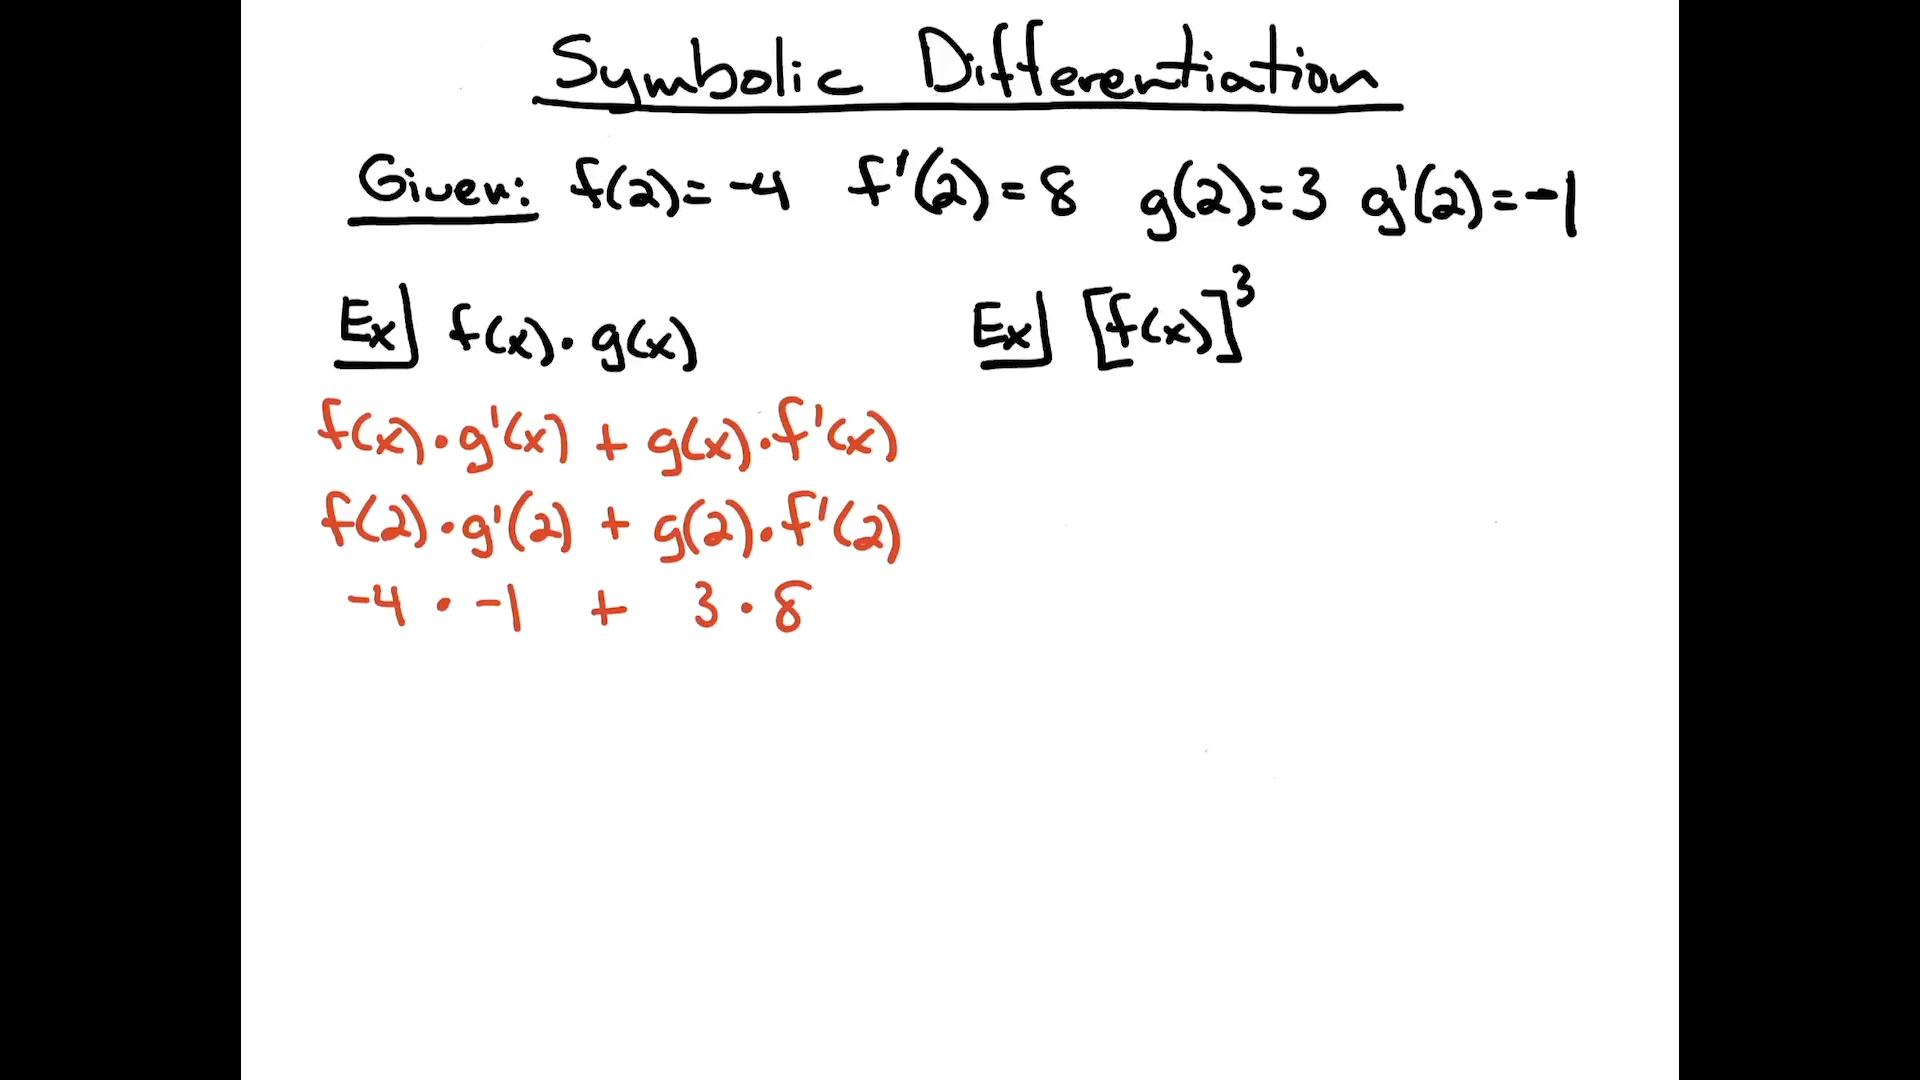 Symbolic Differentiation
Given: f(2)= -4 f'(2)=8 g(2)=3 g'(2)=-1
Ex] f(x)·g(x)
Ex] [f(x)]³
f(x)·g'(x) + g(x)·f'(x)
f(2)·g'(2) + g(2)·f'(2)
-4 · -1 + 3 · 8